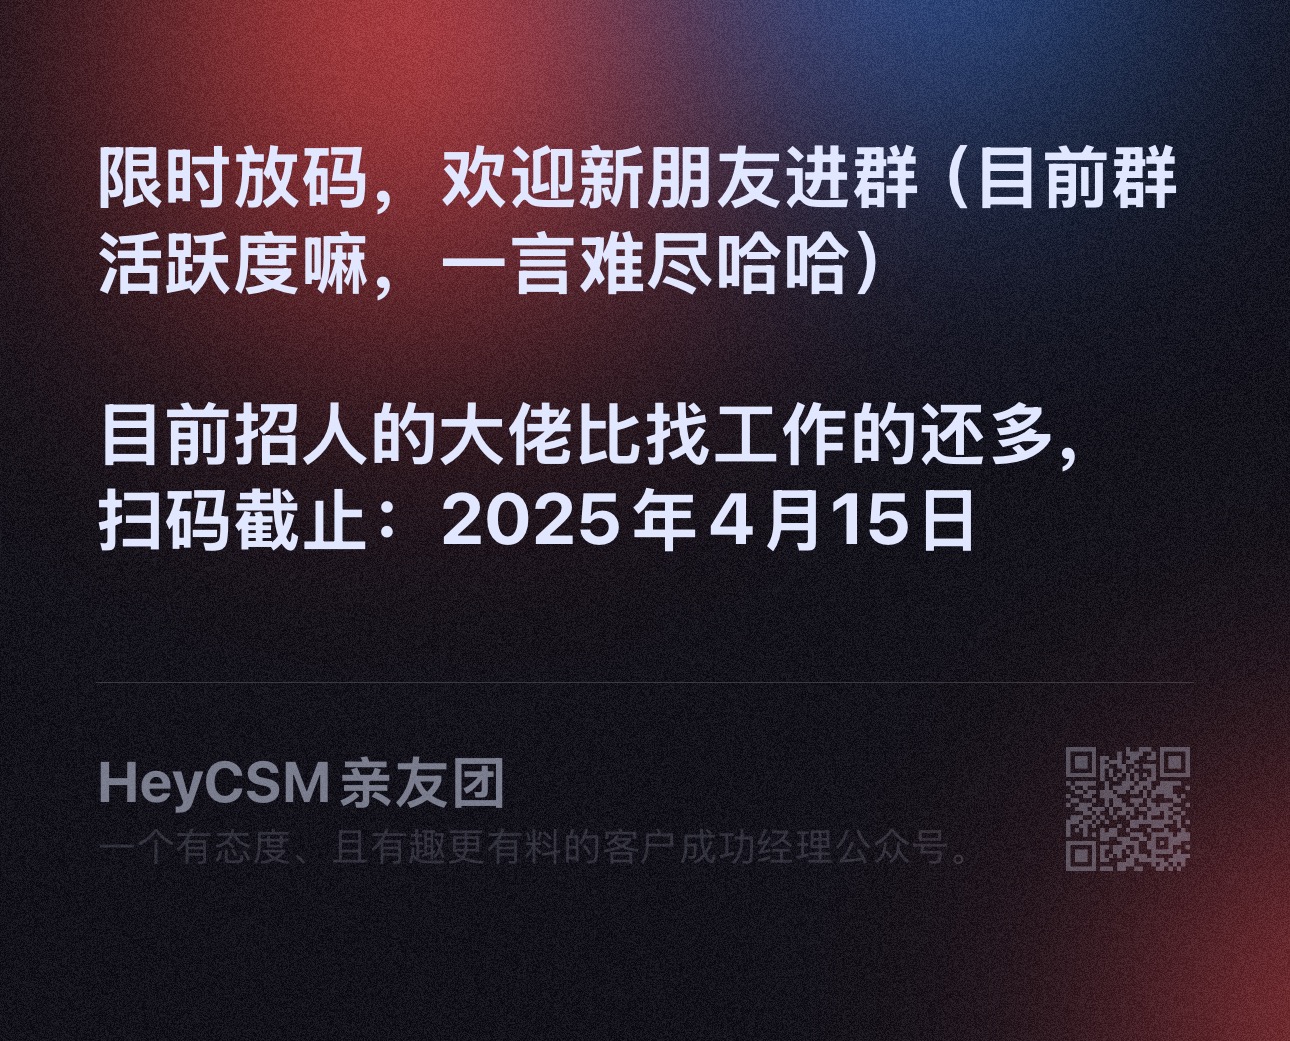 限时放码，欢迎新朋友进群（目前群
活跃度嘛，一言难尽哈哈）
目前招人的大佬比找工作的还多，
扫码截止：2025年4月15日
HeyCSM亲友团
一个有态度、且有趣更有料的客户成功经理公众号。